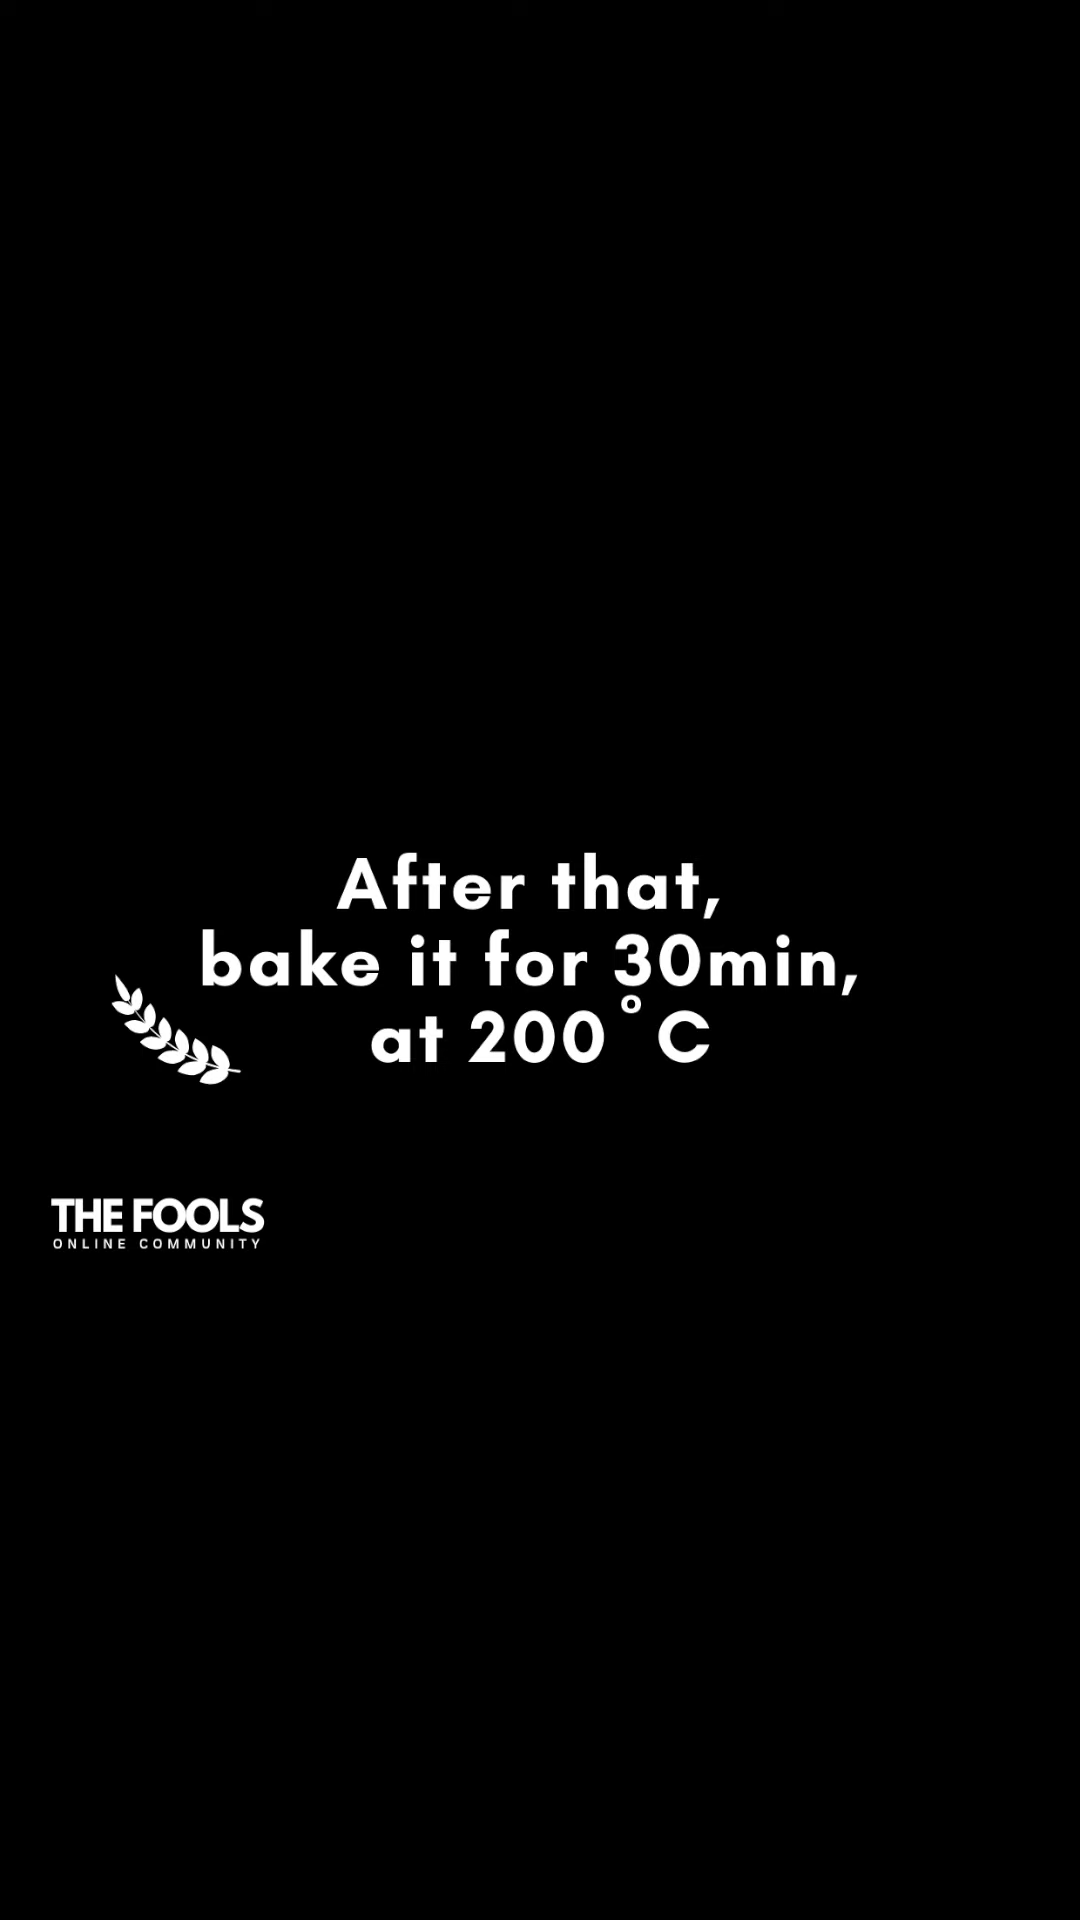 After that,
bake it for 30min,
at 200°C
THE FOOLS
ONLINE COMMUNITY